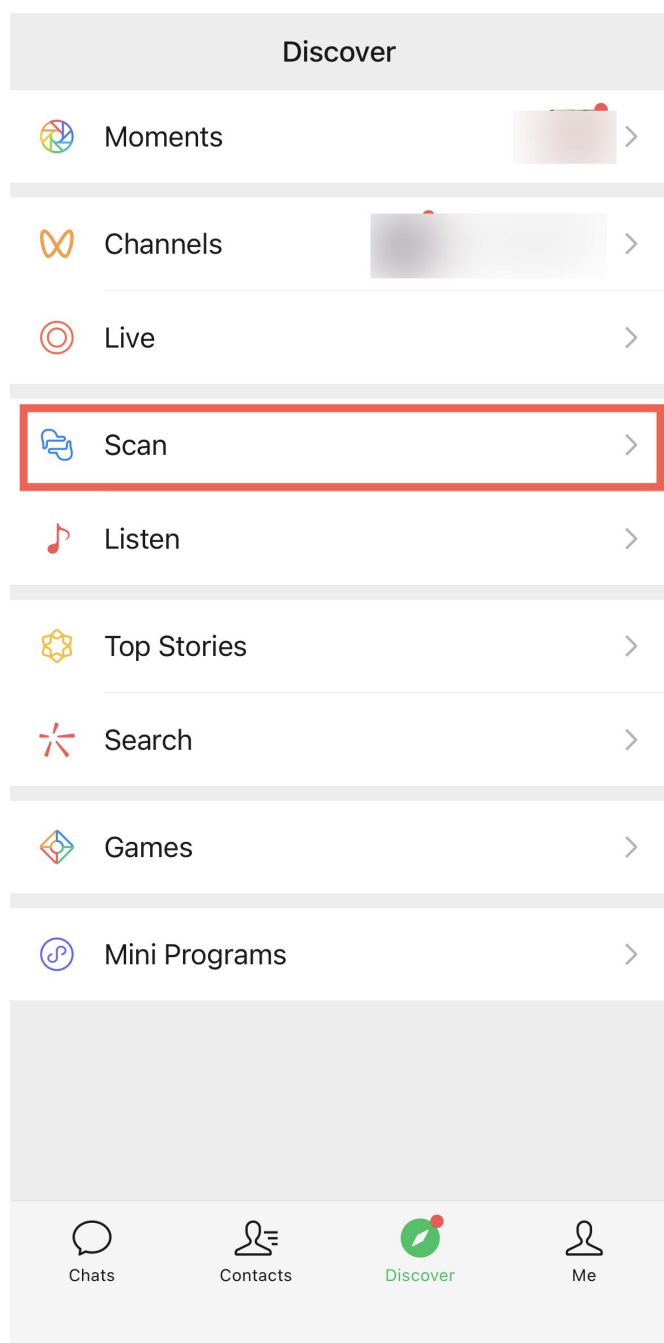 Discover
Moments
Channels
Live
Scan
Listen
Top Stories
Search
Games
Mini Programs
Chats
Contacts
Discover
Me